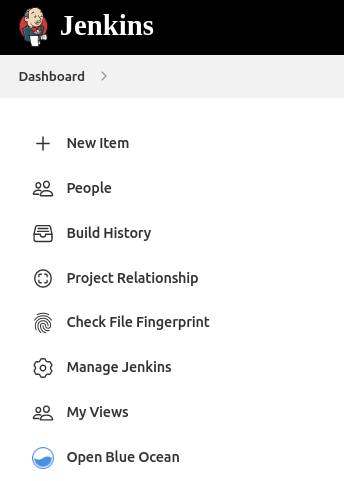 Jenkins
Dashboard
New Item
People
Build History
Project Relationship
Check File Fingerprint
Manage Jenkins
My Views
Open Blue Ocean